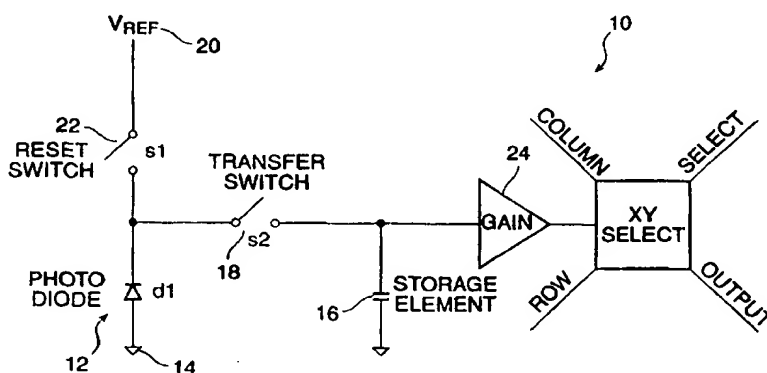 VREF
20
10
22
RESET
SWITCH
s1
TRANSFER
SWITCH
18
s2
24
GAIN
COLUMN
SELECT
XY
SELECT
ROW
OUTPUT
PHOTO
DIODE
d1
12
14
16
STORAGE
ELEMENT